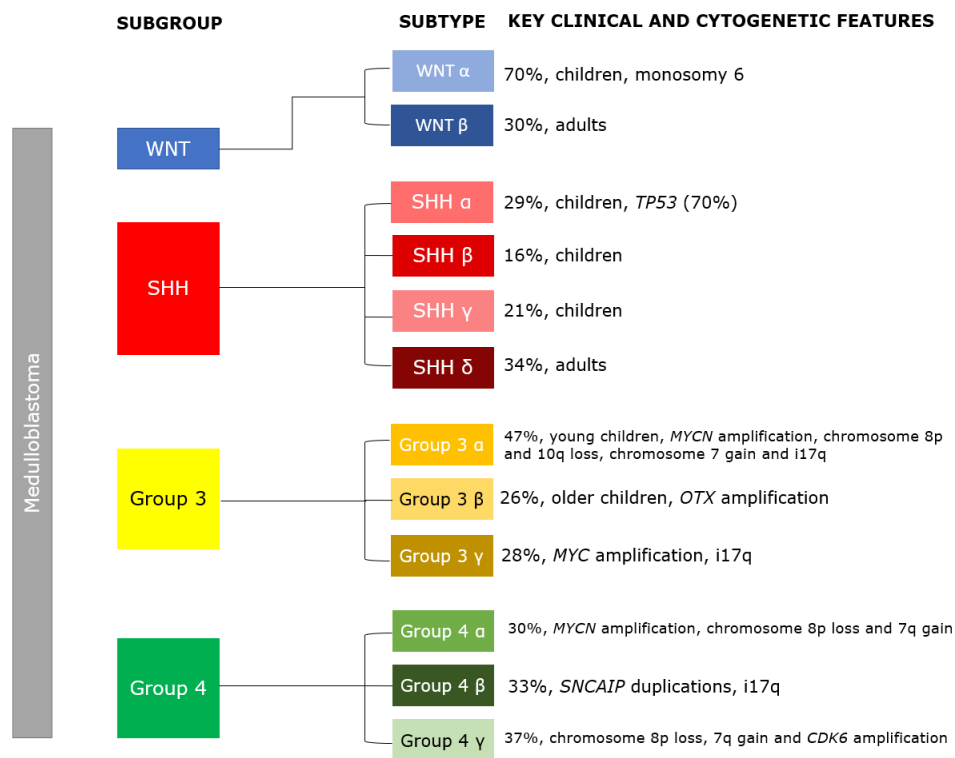 SUBGROUP
SUBTYPE
KEY CLINICAL AND CYTOGENETIC FEATURES
Medulloblastoma
WNT
WNT α
70%, children, monosomy 6
WNT β
30%, adults
SHH
SHH α
29%, children, TP53 (70%)
SHH β
16%, children
SHH γ
21%, children
SHH δ
34%, adults
Group 3
Group 3 α
47%, young children, MYCN amplification, chromosome 8p
and 10q loss, chromosome 7 gain and i17q
Group 3 β
26%, older children, OTX amplification
Group 3 γ
28%, MYC amplification, i17q
Group 4
Group 4 α
30%, MYCN amplification, chromosome 8p loss and 7q gain
Group 4 β
33%, SNCAIP duplications, i17q
Group 4 γ
37%, chromosome 8p loss, 7q gain and CDK6 amplification